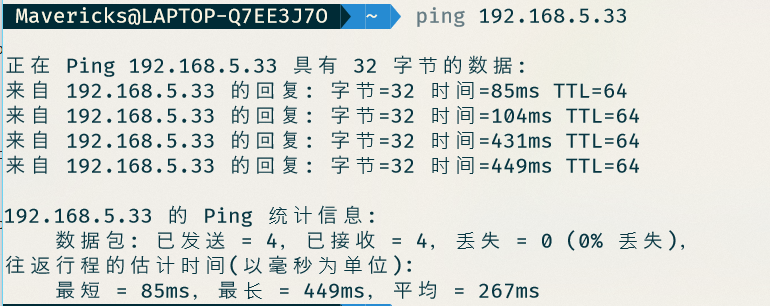 Mavericks@LAPTOP-Q7EE3J7O ~ ping 192.168.5.33
正在 Ping 192.168.5.33 具有 32 字节的数据:
来自 192.168.5.33 的回复: 字节=32 时间=85ms TTL=64
来自 192.168.5.33 的回复: 字节=32 时间=104ms TTL=64
来自 192.168.5.33 的回复: 字节=32 时间=431ms TTL=64
来自 192.168.5.33 的回复: 字节=32 时间=449ms TTL=64
192.168.5.33 的 Ping 统计信息:
数据包: 已发送 = 4, 已接收 = 4, 丢失 = 0 (0% 丢失),
往返行程的估计时间(以毫秒为单位):
最短 = 85ms, 最长 = 449ms, 平均 = 267ms